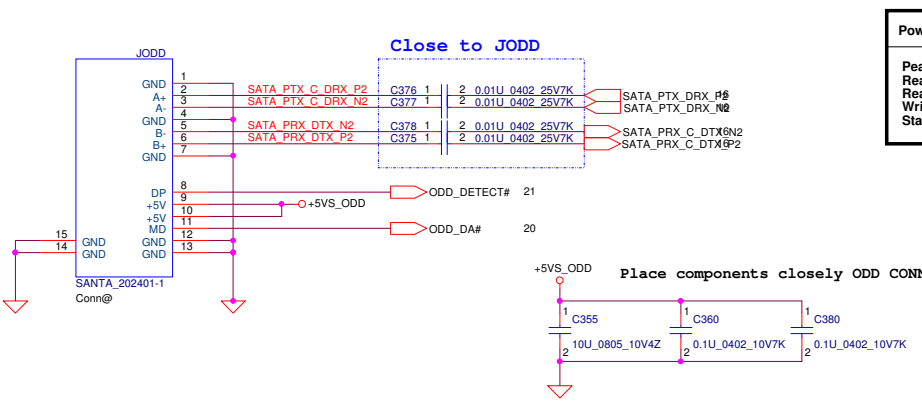 Close to JODD
JODD
1
GND
2
A+
SATA_PTX_C_DRX_P2
C376 1
2 0.01U_0402_25V7K
3
A-
SATA_PTX_C_DRX_N2
C377 1
2 0.01U_0402_25V7K
SATA_PTX_DRX_P2
SATA_PTX_DRX_N2
4
GND
5
B-
SATA_PRX_DTX_N2
C378 1
2 0.01U_0402_25V7K
SATA_PRX_C_DTX_N2
6
B+
SATA_PRX_DTX_P2
C375 1
2 0.01U_0402_25V7K
SATA_PRX_C_DTX_P2
7
GND
8
DP
ODD_DETECT# 21
9
+5V
+5VS_ODD
10
+5V
11
MD
ODD_DA# 20
12
GND
13
GND
15
GND
14
GND
SANTA_202401-1
Conn@
+5VS_ODD
Place components closely ODD CONN
1
C355
10U_0805_10V4Z
2
1
C360
0.1U_0402_10V7K
2
1
C380
0.1U_0402_10V7K
2
Pow
Pea
Rea
Rea
Wri
Sta